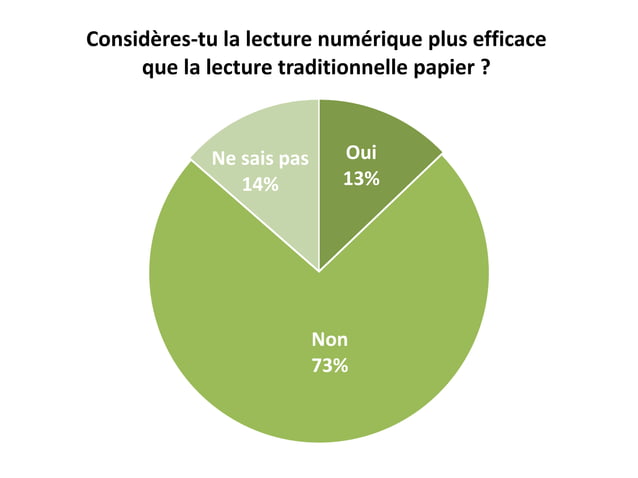 Considères-tu la lecture numérique plus efficace
que la lecture traditionnelle papier ?
Ne sais pas
14%
Oui
13%
Non
73%